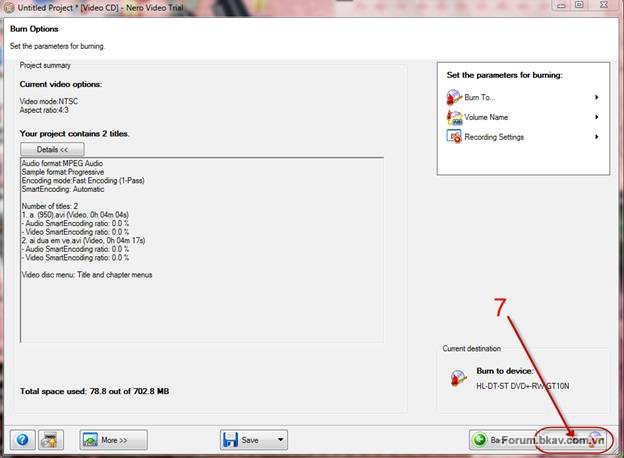 Untitled Project * [Video CD] - Nero Video Trial
Burn Options
Set the parameters for burning.
Project summary
Current video options:
Video mode:NTSC
Aspect ratio:4:3
Your project contains 2 titles.
Details <<
Audio format:MPEG Audio
Sample format:Progressive
Encoding mode:Fast Encoding (1-Pass)
SmartEncoding: Automatic
Number of titles: 2
1. a. (950).avi (Video, 0h 04m 04s)
- Audio SmartEncoding ratio: 0.0 %
- Video SmartEncoding ratio: 0.0 %
2. ai dua em ve.avi (Video, 0h 04m 17s)
- Audio SmartEncoding ratio: 0.0 %
- Video SmartEncoding ratio: 0.0 %
Video disc menu: Title and chapter menus
Total space used: 78.8 out of 702.8 MB
Set the parameters for burning:
Burn To...
Volume Name
Recording Settings
7
Current destination
Burn to device:
HL-DT-ST DVD+-RW GT10N
More >>
Save
Forum.bkav.com.vn